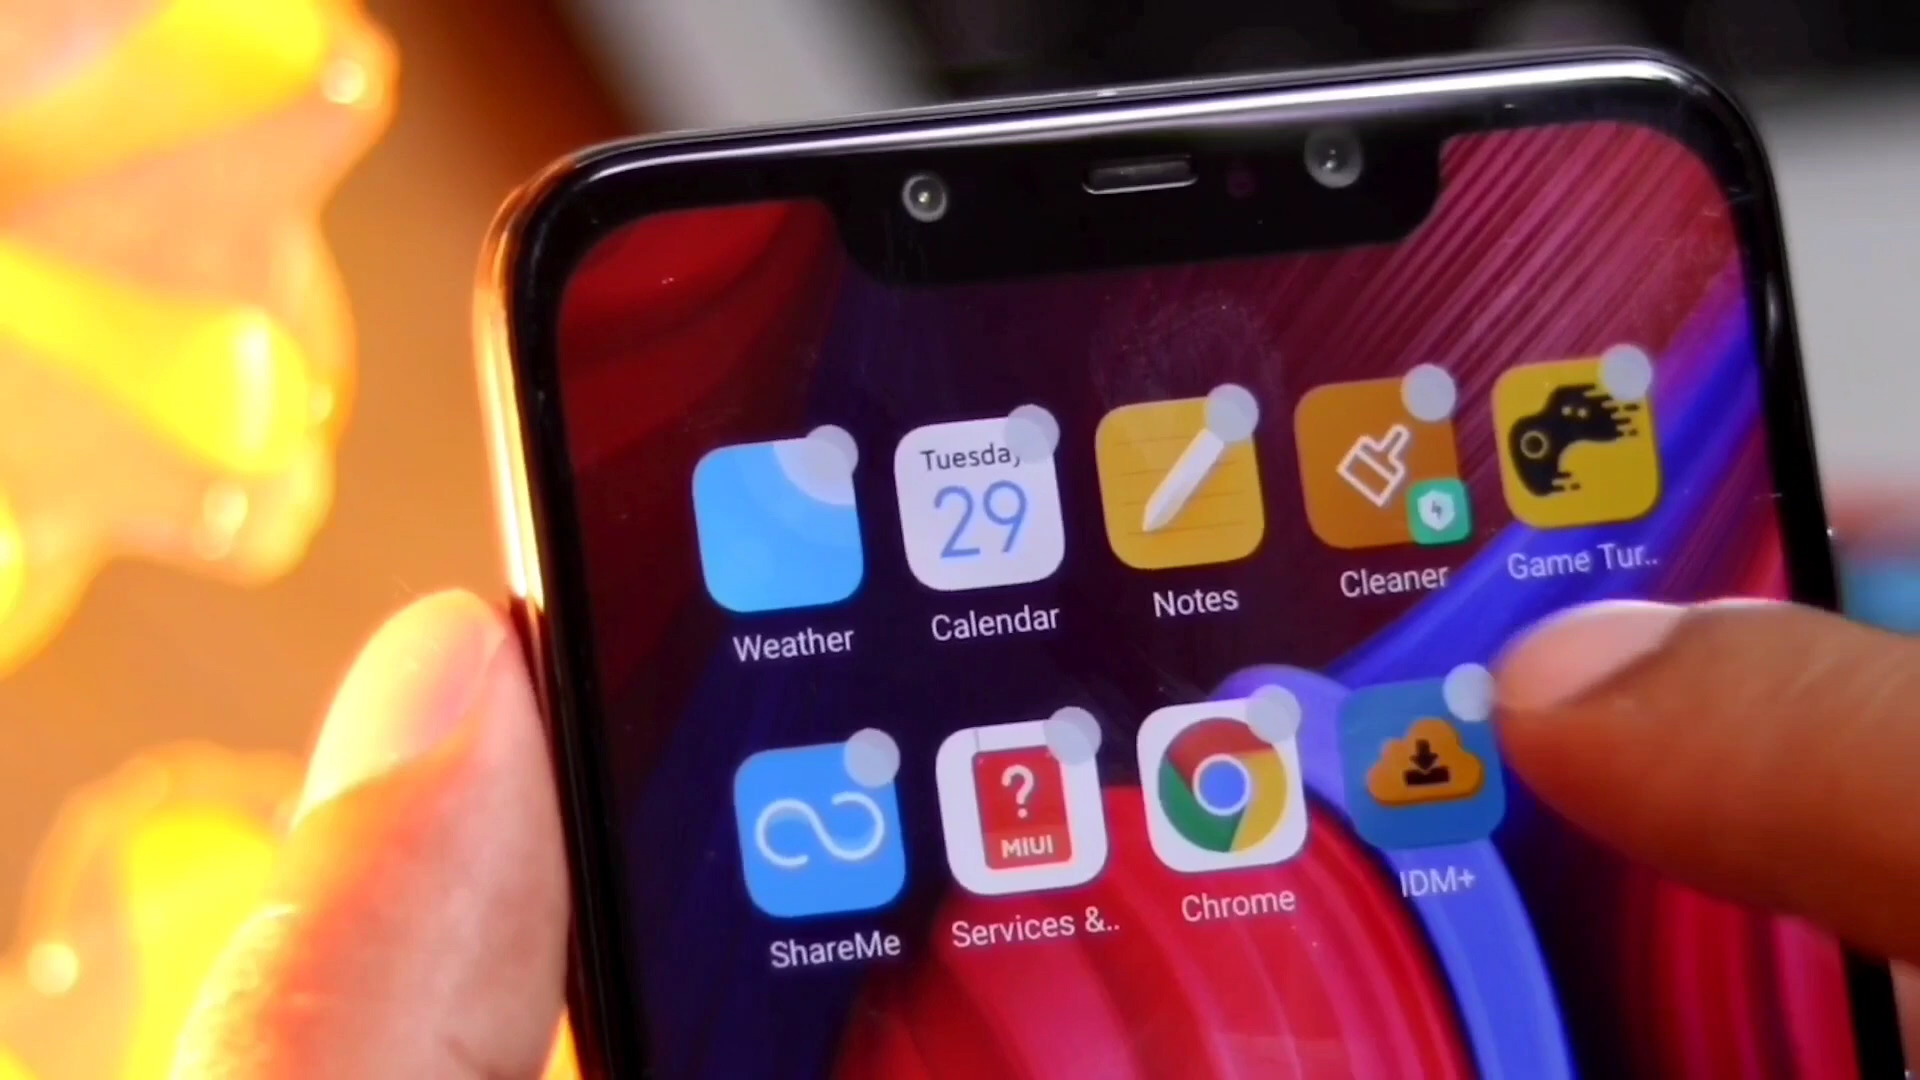 Tuesday
29
Weather
Calendar
Notes
Cleaner
Game Tur..
?
MIUI
ShareMe
Services &..
Chrome
IDM+